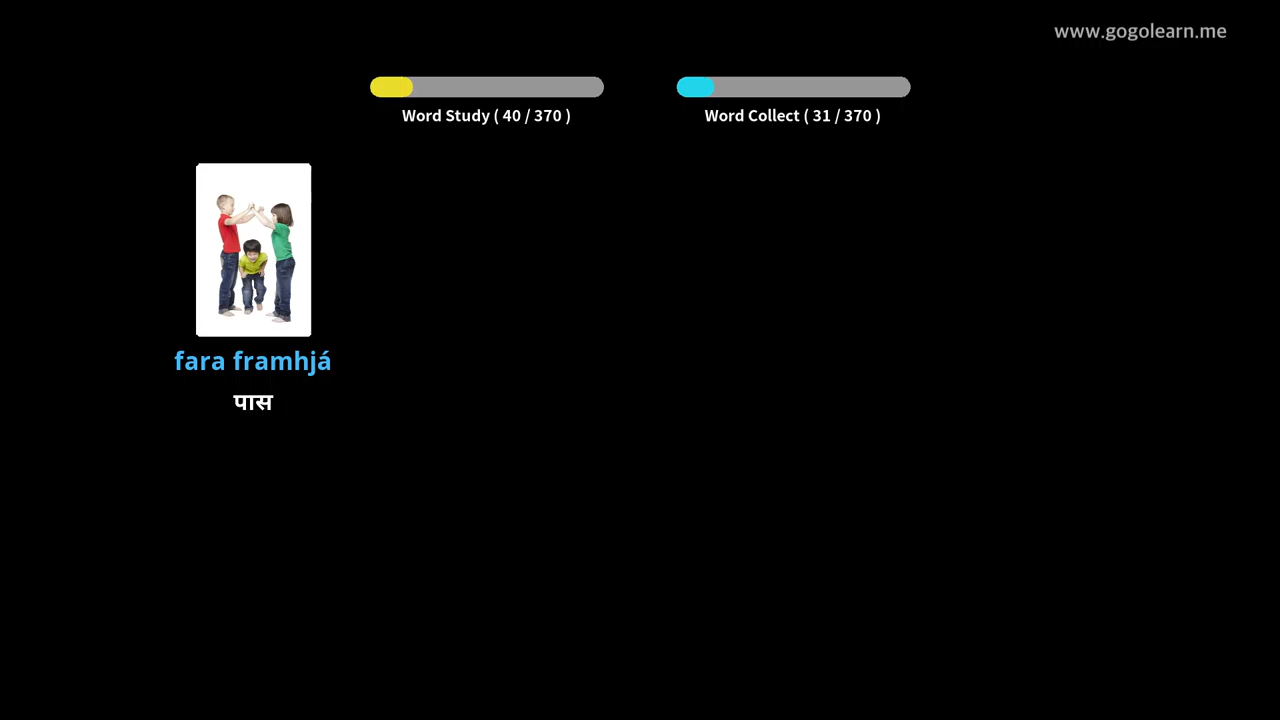 www.gogolearn.me
Word Study ( 40 / 370 )
Word Collect ( 31 / 370 )
fara framhjá
पास